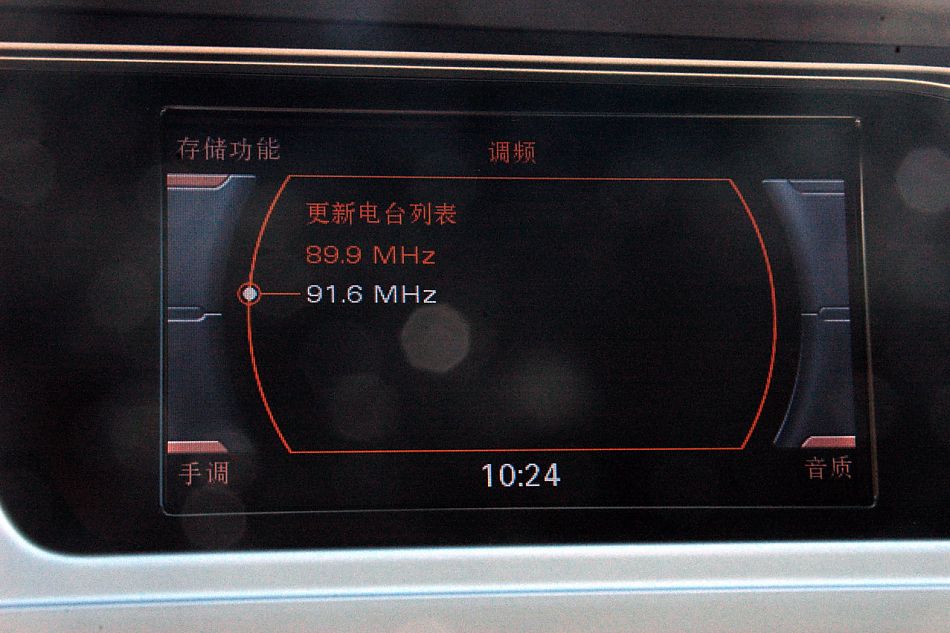 存储功能
调频
更新电台列表
89.9 MHz
91.6 MHz
手调
10:24
音质